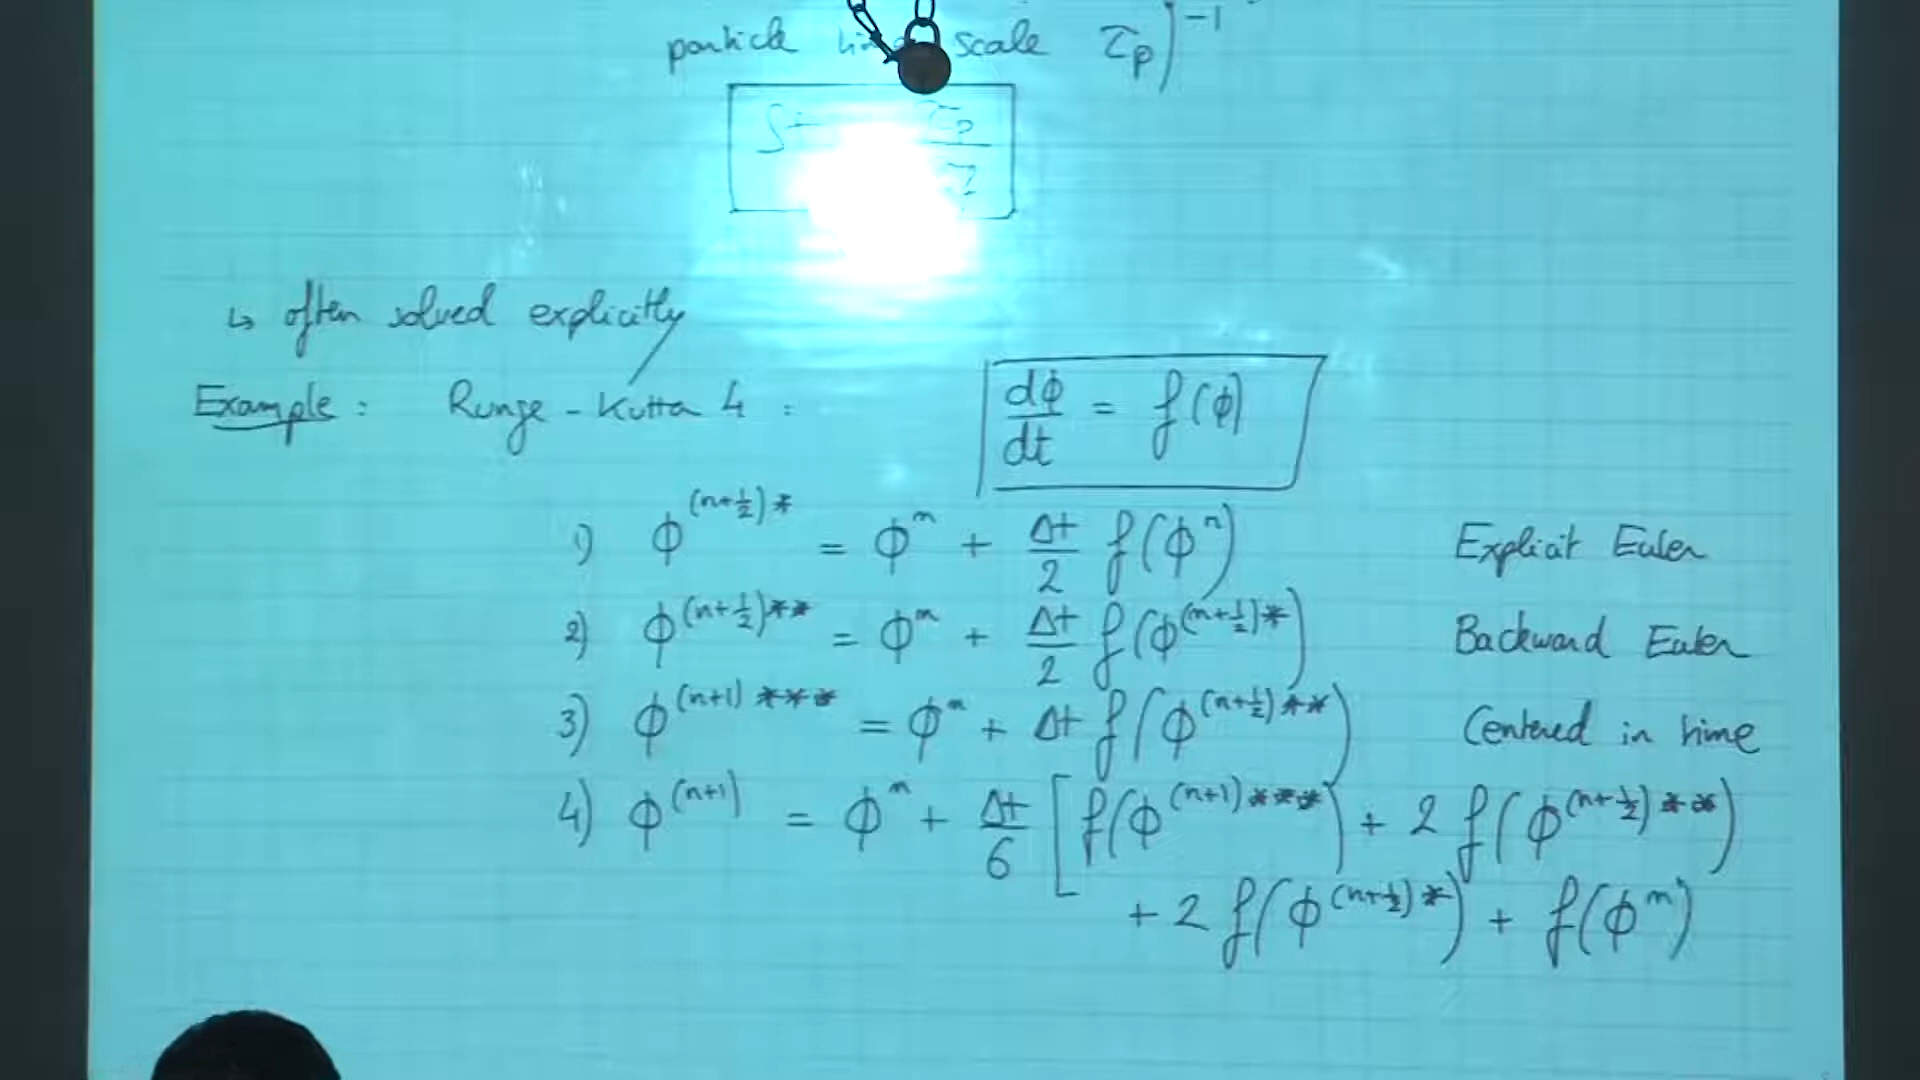 particle scale τp)⁻¹
St τp
↳ often solved explicitly
Example : Runge - Kutta 4 : dϕ/dt = f(ϕ)
1) ϕ^(n+½)* = ϕ^n + Δt/2 f(ϕ^n) Explicit Euler
2) ϕ^(n+½)** = ϕ^n + Δt/2 f(ϕ^(n+½)*) Backward Euler
3) ϕ^(n+1)*** = ϕ^n + Δt f(ϕ^(n+½)**) Centered in time
4) ϕ^(n+1) = ϕ^n + Δt/6 [f(ϕ^(n+1)***) + 2 f(ϕ^(n+½)**)
+ 2 f(ϕ^(n+½)*) + f(ϕ^n)